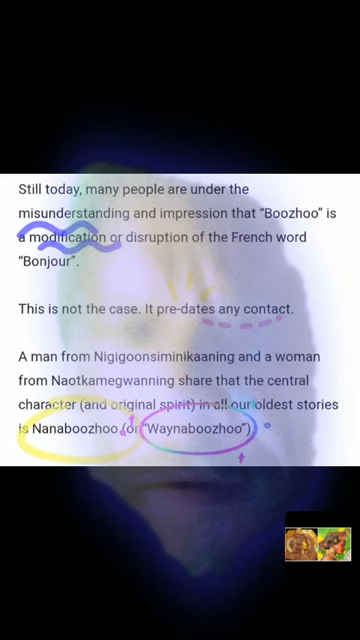 Still today, many people are under the
misunderstanding and impression that “Boozhoo” is
a modification or disruption of the French word
“Bonjour”.
This is not the case. It pre-dates any contact.
A man from Nigigoonsiminikaaning and a woman
from Naotkamegwanning share that the central
character (and original spirit) in all our oldest stories
is Nanaboozhoo (or “Waynaboozhoo”)